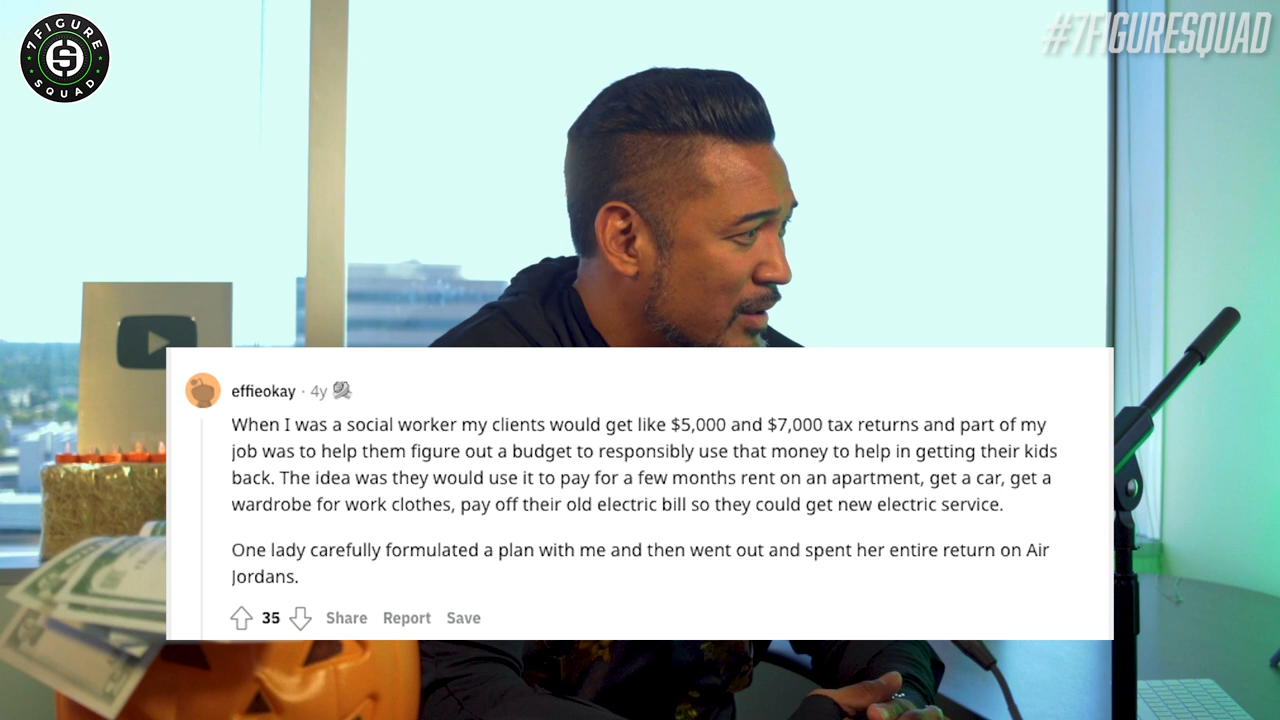 7FIGURE
SQUAD
#7FIGURESQUAD
effieokay · 4y
When I was a social worker my clients would get like $5,000 and $7,000 tax returns and part of my
job was to help them figure out a budget to responsibly use that money to help in getting their kids
back. The idea was they would use it to pay for a few months rent on an apartment, get a car, get a
wardrobe for work clothes, pay off their old electric bill so they could get new electric service.
One lady carefully formulated a plan with me and then went out and spent her entire return on Air
Jordans.
35 Share Report Save